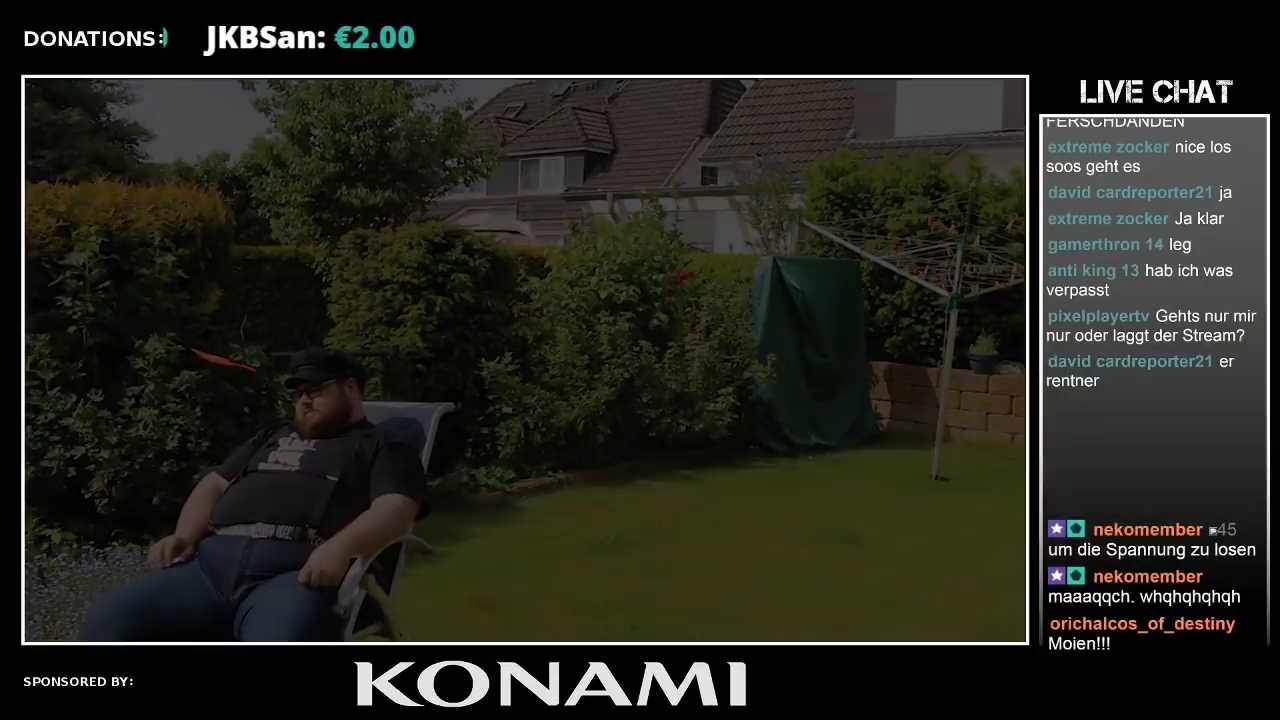 DONATIONS:
JKBSan: €2.00
LIVE CHAT
FERSCHDANDEN
extreme zocker nice los
soos geht es
david cardreporter21 ja
extreme zocker Ja klar
gamerthron 14 leg
anti king 13 hab ich was
verpasst
pixelplayertv Gehts nur mir
nur oder laggt der Stream?
david cardreporter21 er
rentner
nekomember 45
um die Spannung zu losen
nekomember
maaaqqch. whqhqhqhqh
orichalcos_of_destiny
Moien!!!
SPONSORED BY:
KONAMI